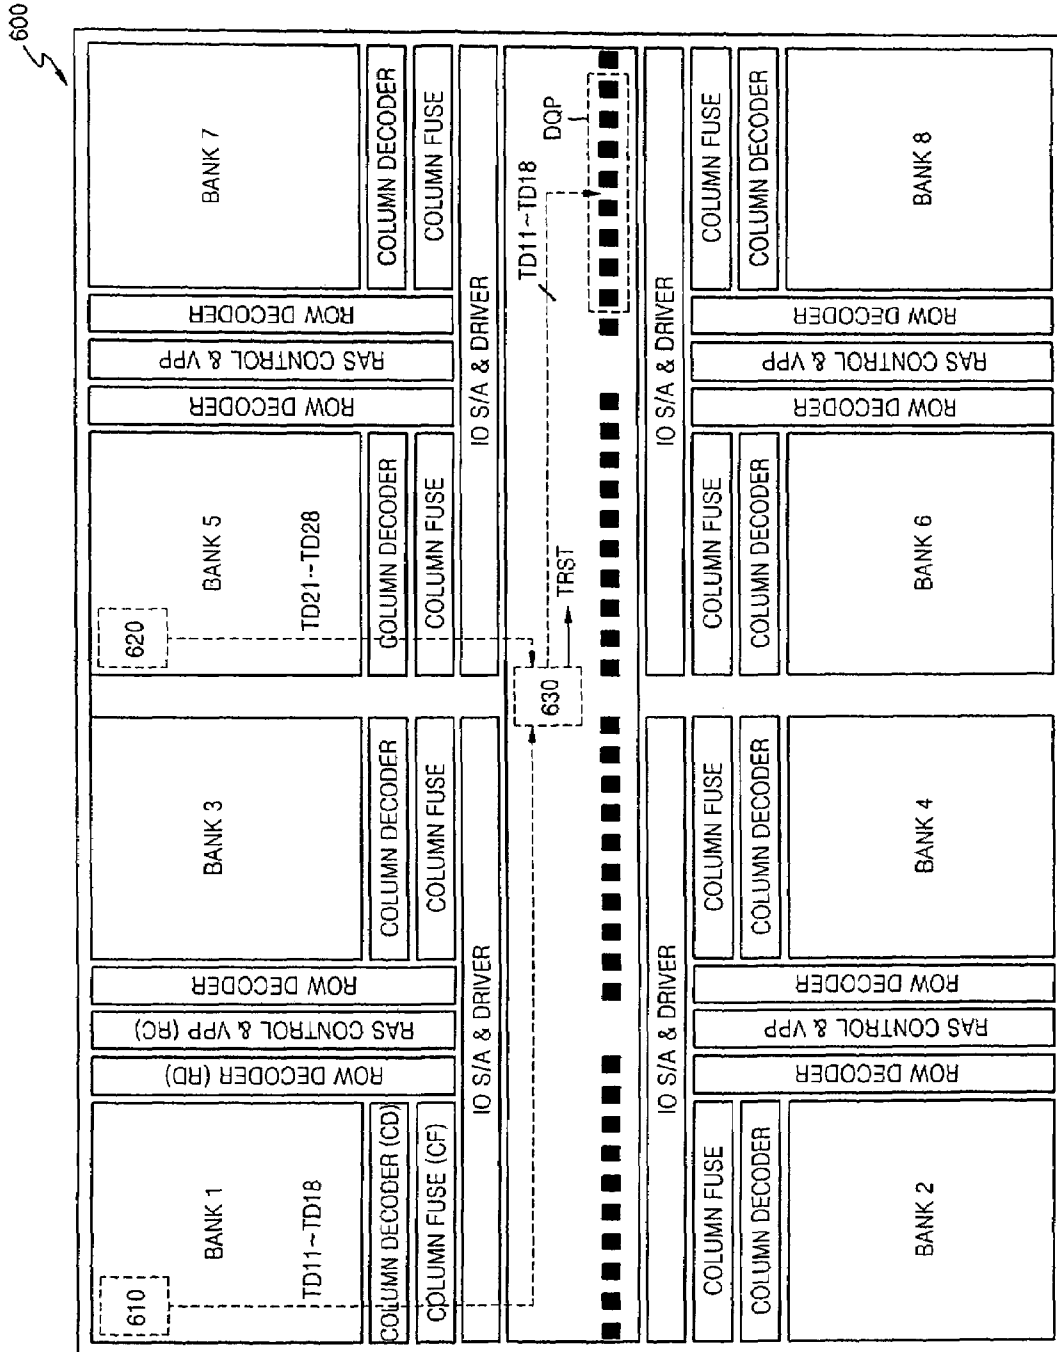 600
BANK 1
610
TD11~TD18
COLUMN DECODER (CD)
COLUMN FUSE (CF)
ROW DECODER (RD)
RAS CONTROL & VPP (RC)
ROW DECODER
BANK 3
COLUMN DECODER
COLUMN FUSE
IO S/A & DRIVER
BANK 5
620
TD21~TD28
COLUMN DECODER
COLUMN FUSE
ROW DECODER
RAS CONTROL & VPP
ROW DECODER
BANK 7
COLUMN DECODER
COLUMN FUSE
IO S/A & DRIVER
630
TRST
TD11~TD18
DQP
IO S/A & DRIVER
COLUMN FUSE
COLUMN DECODER
BANK 2
ROW DECODER
RAS CONTROL & VPP
ROW DECODER
COLUMN FUSE
COLUMN DECODER
BANK 4
IO S/A & DRIVER
COLUMN FUSE
COLUMN DECODER
BANK 6
ROW DECODER
RAS CONTROL & VPP
ROW DECODER
COLUMN FUSE
COLUMN DECODER
BANK 8